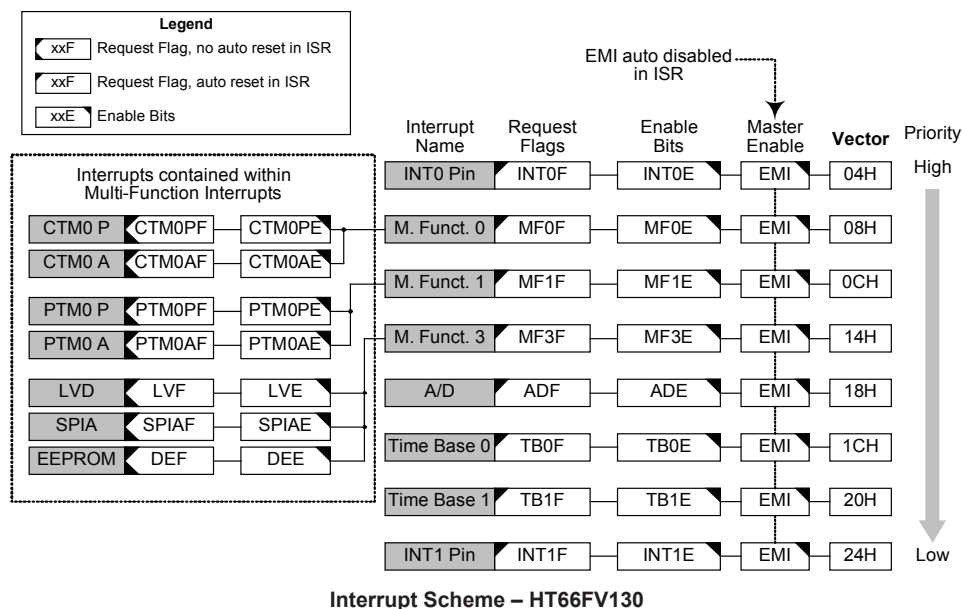 Legend
xxF Request Flag, no auto reset in ISR
xxF Request Flag, auto reset in ISR
xxE Enable Bits
EMI auto disabled
in ISR
Interrupt Name Request Flags Enable Bits Master Enable Vector Priority
INT0 Pin INT0F INT0E EMI 04H High
Interrupts contained within
Multi-Function Interrupts
CTM0 P CTM0PF CTM0PE M. Funct. 0 MF0F MF0E EMI 08H
CTM0 A CTM0AF CTM0AE
M. Funct. 1 MF1F MF1E EMI 0CH
PTM0 P PTM0PF PTM0PE
PTM0 A PTM0AF PTM0AE M. Funct. 3 MF3F MF3E EMI 14H
LVD LVF LVE A/D ADF ADE EMI 18H
SPIA SPIAF SPIAE
Time Base 0 TB0F TB0E EMI 1CH
EEPROM DEF DEE
Time Base 1 TB1F TB1E EMI 20H
INT1 Pin INT1F INT1E EMI 24H Low
Interrupt Scheme – HT66FV130